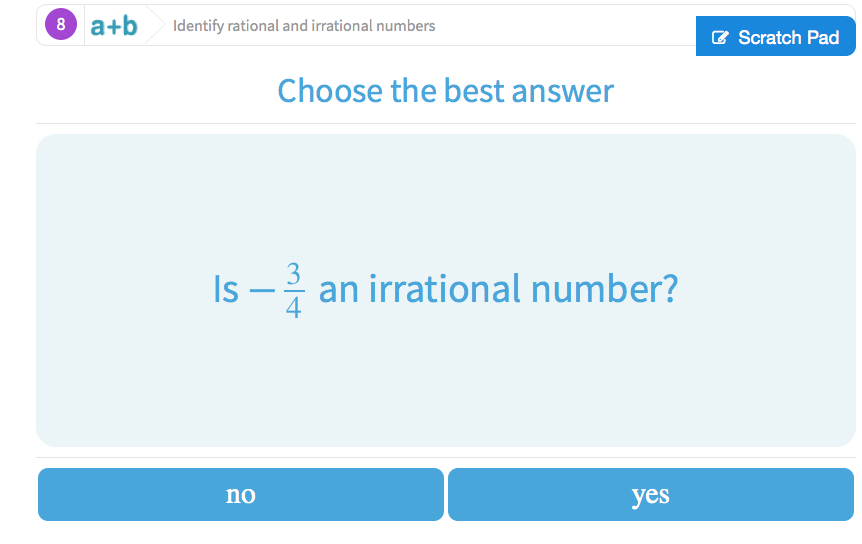 8 a+b Identify rational and irrational numbers
Scratch Pad
Choose the best answer
Is −3/4 an irrational number?
no yes